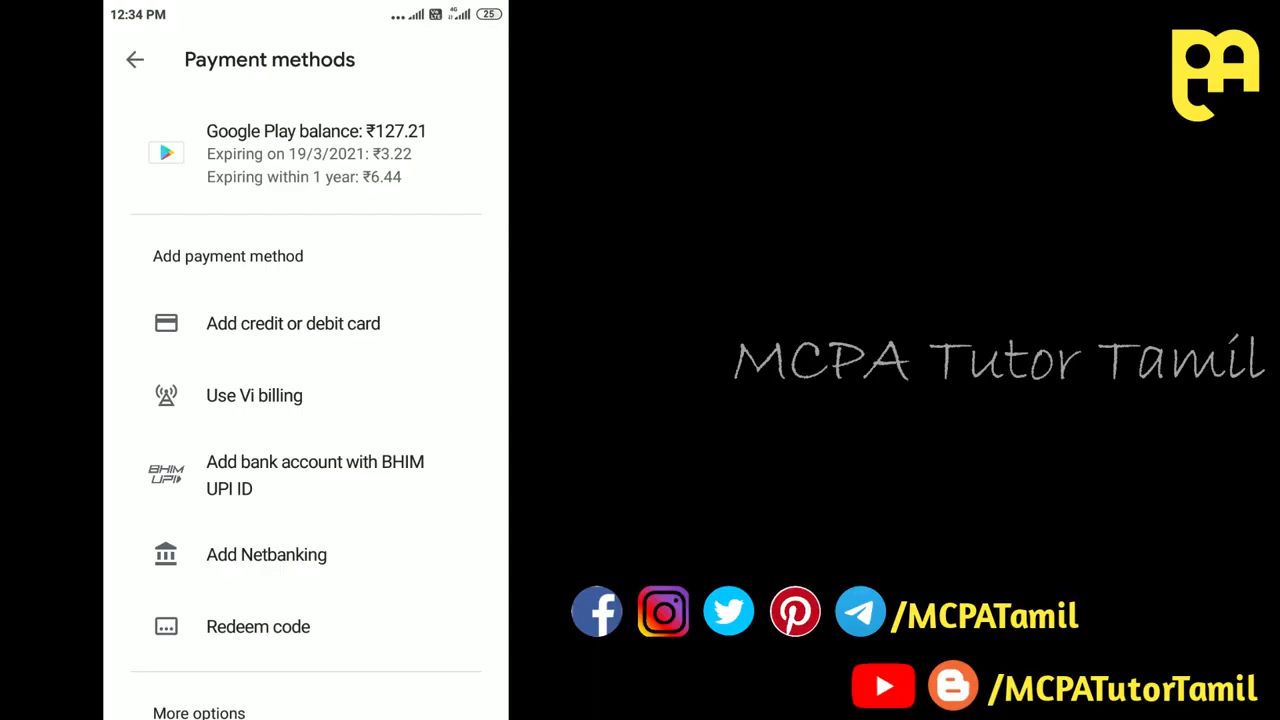 12:34 PM
25
Payment methods
Google Play balance: ₹127.21
Expiring on 19/3/2021: ₹3.22
Expiring within 1 year: ₹6.44
Add payment method
Add credit or debit card
Use Vi billing
BHIM
UPI
Add bank account with BHIM
UPI ID
Add Netbanking
Redeem code
More options
MCPA Tutor Tamil
/MCPATamil
/MCPATutorTamil